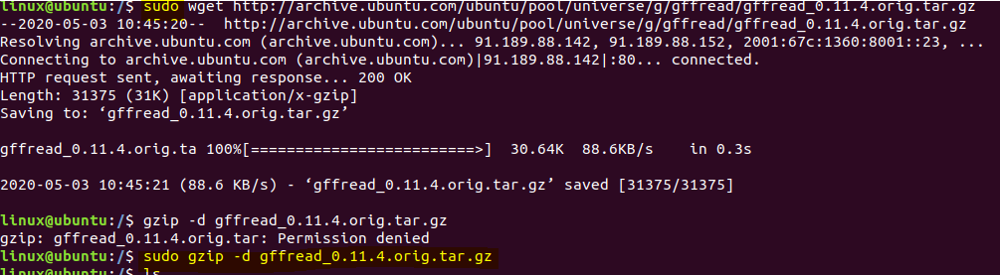 linux@ubuntu:/$ sudo wget http://archive.ubuntu.com/ubuntu/pool/universe/g/gffread/gffread_0.11.4.orig.tar.gz
--2020-05-03 10:45:20--  http://archive.ubuntu.com/ubuntu/pool/universe/g/gffread/gffread_0.11.4.orig.tar.gz
Resolving archive.ubuntu.com (archive.ubuntu.com)... 91.189.88.142, 91.189.88.152, 2001:67c:1360:8001::23, ...
Connecting to archive.ubuntu.com (archive.ubuntu.com)|91.189.88.142|:80... connected.
HTTP request sent, awaiting response... 200 OK
Length: 31375 (31K) [application/x-gzip]
Saving to: ‘gffread_0.11.4.orig.tar.gz’
gffread_0.11.4.orig.ta 100%[=========================>]  30.64K  88.6KB/s    in 0.3s
2020-05-03 10:45:21 (88.6 KB/s) - ‘gffread_0.11.4.orig.tar.gz’ saved [31375/31375]
linux@ubuntu:/$ gzip -d gffread_0.11.4.orig.tar.gz
gzip: gffread_0.11.4.orig.tar: Permission denied
linux@ubuntu:/$ sudo gzip -d gffread_0.11.4.orig.tar.gz
linux@ubuntu:/$ ls